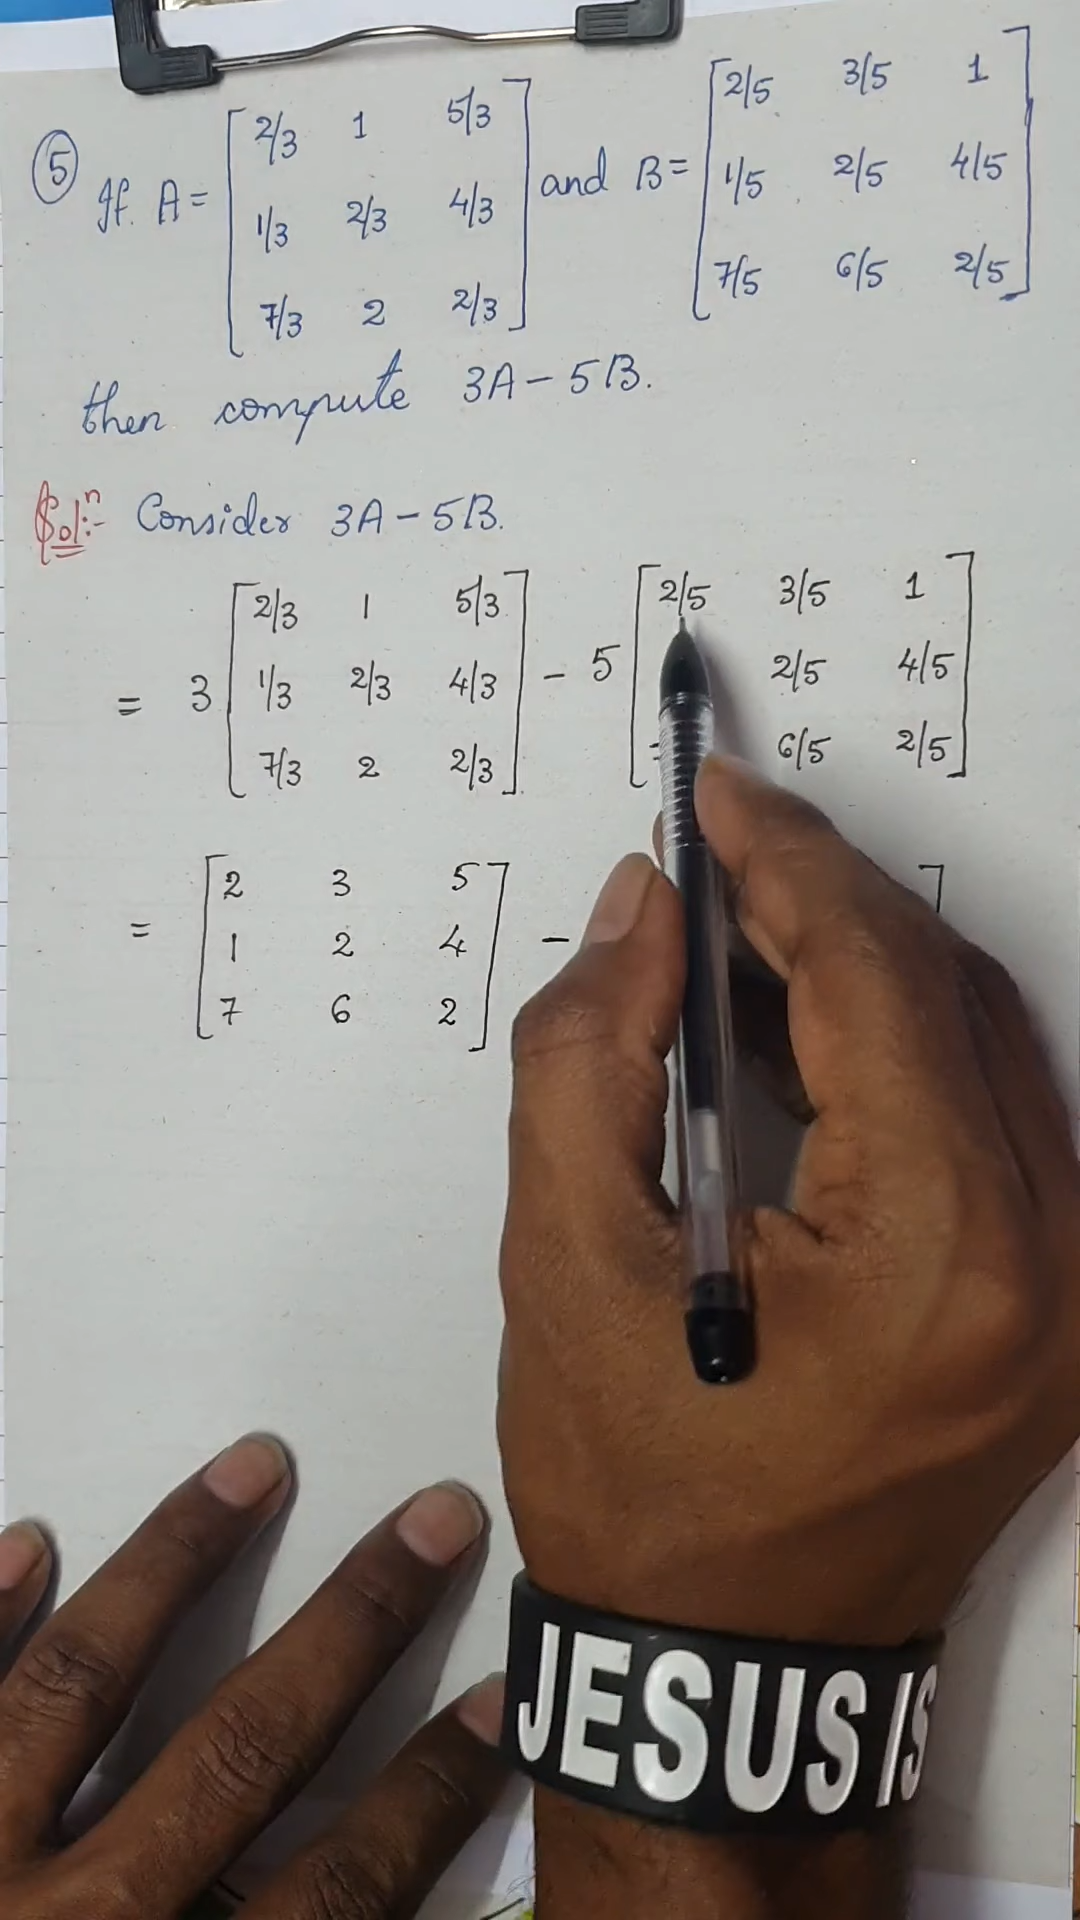 5 If A = [ 2/3 1 5/3 ] and B = [ 2/5 3/5 1 ]
[ 1/3 2/3 4/3 ] [ 1/5 2/5 4/5 ]
[ 7/3 2 2/3 ] [ 7/5 6/5 2/5 ]
then compute 3A - 5B.
Solⁿ:- Consider 3A - 5B.
= 3 [ 2/3 1 5/3 ] - 5 [ 2/5 3/5 1 ]
[ 1/3 2/3 4/3 ] [ 2/5 4/5 ]
[ 7/3 2 2/3 ] [ 6/5 2/5 ]
= [ 2 3 5 ] - ]
[ 1 2 4 ]
[ 7 6 2 ]
JESUS IS